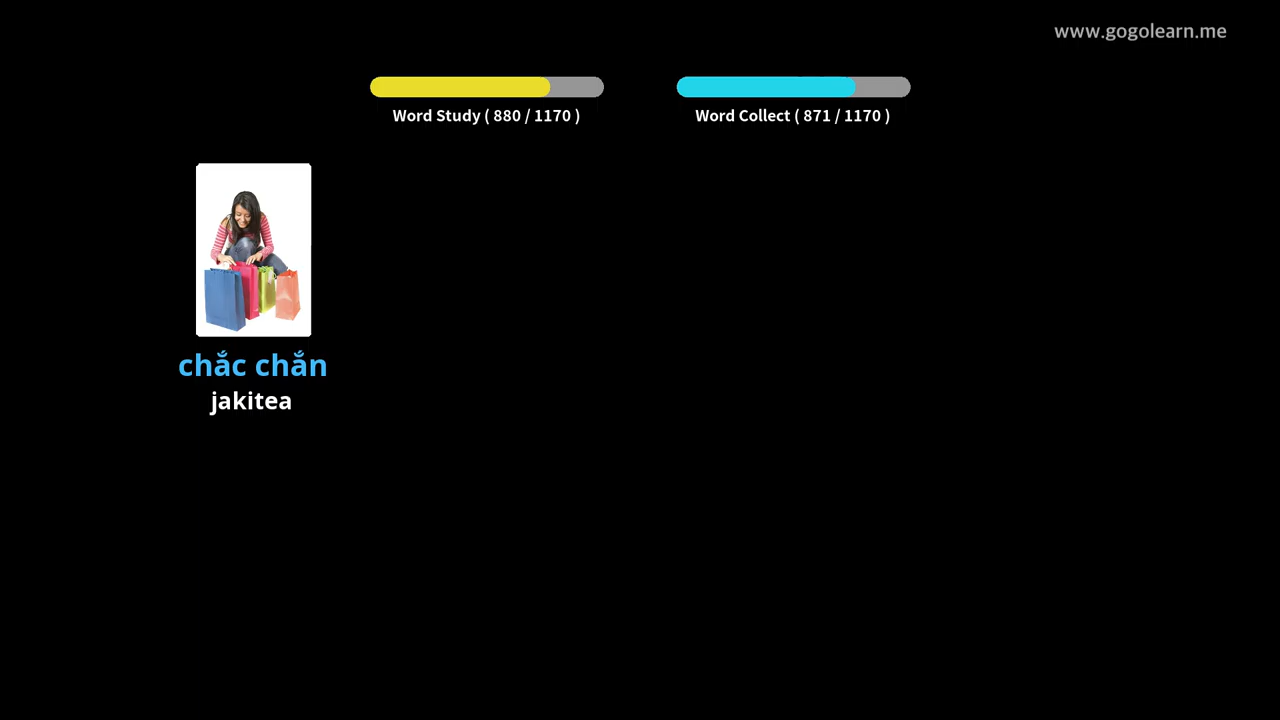 www.gogolearn.me
Word Study ( 880 / 1170 )
Word Collect ( 871 / 1170 )
chắc chắn
jakitea